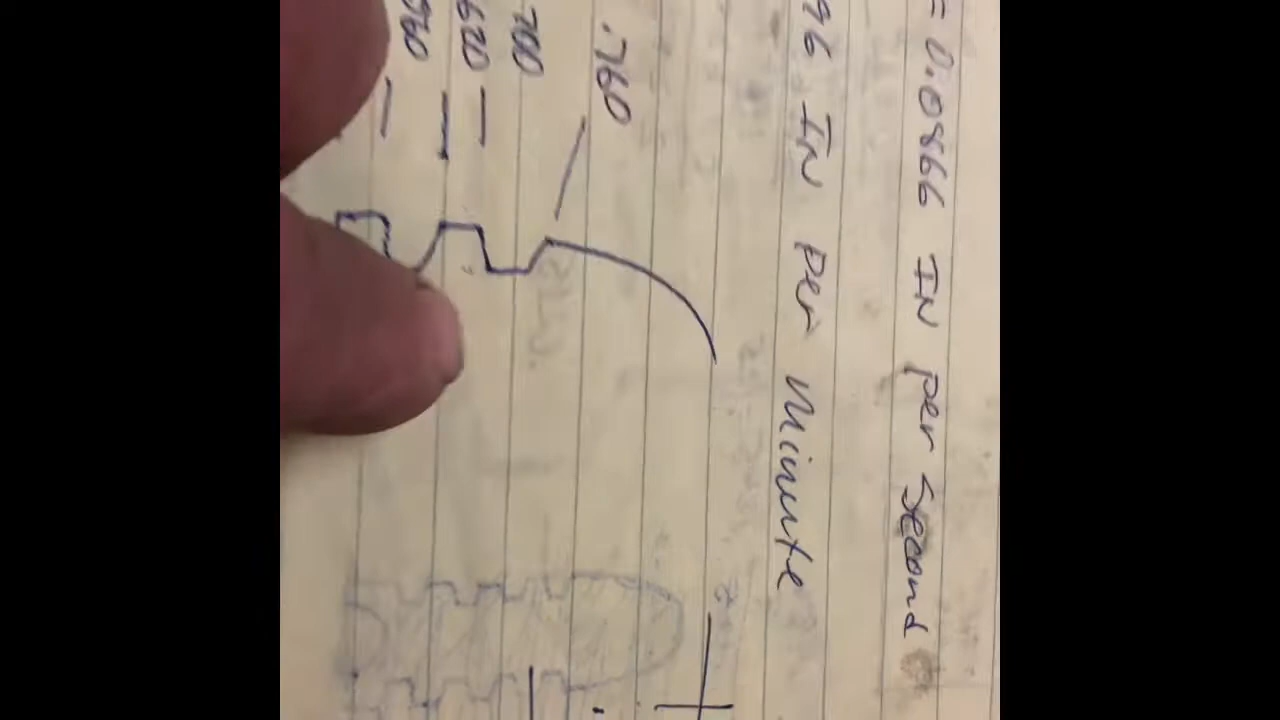 = 0.0866 IN per Second
96 IN per Minute
.760
.700
620